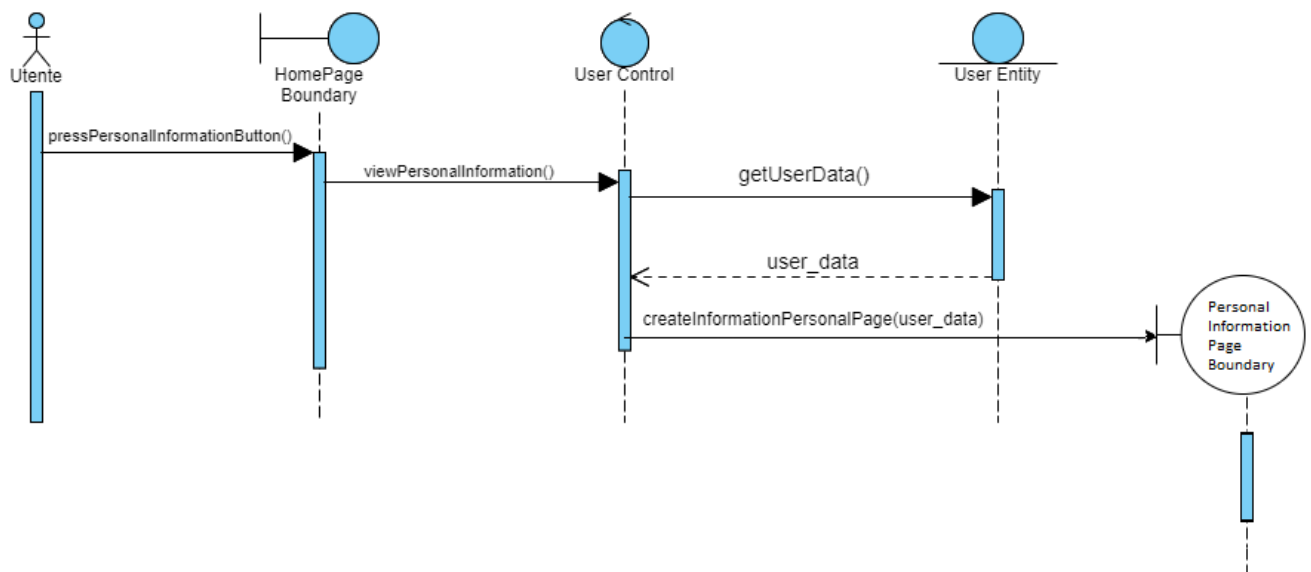 Utente
HomePage
Boundary
User Control
User Entity
pressPersonalInformationButton()
viewPersonalInformation()
getUserData()
user_data
createInformationPersonalPage(user_data)
Personal
Information
Page
Boundary